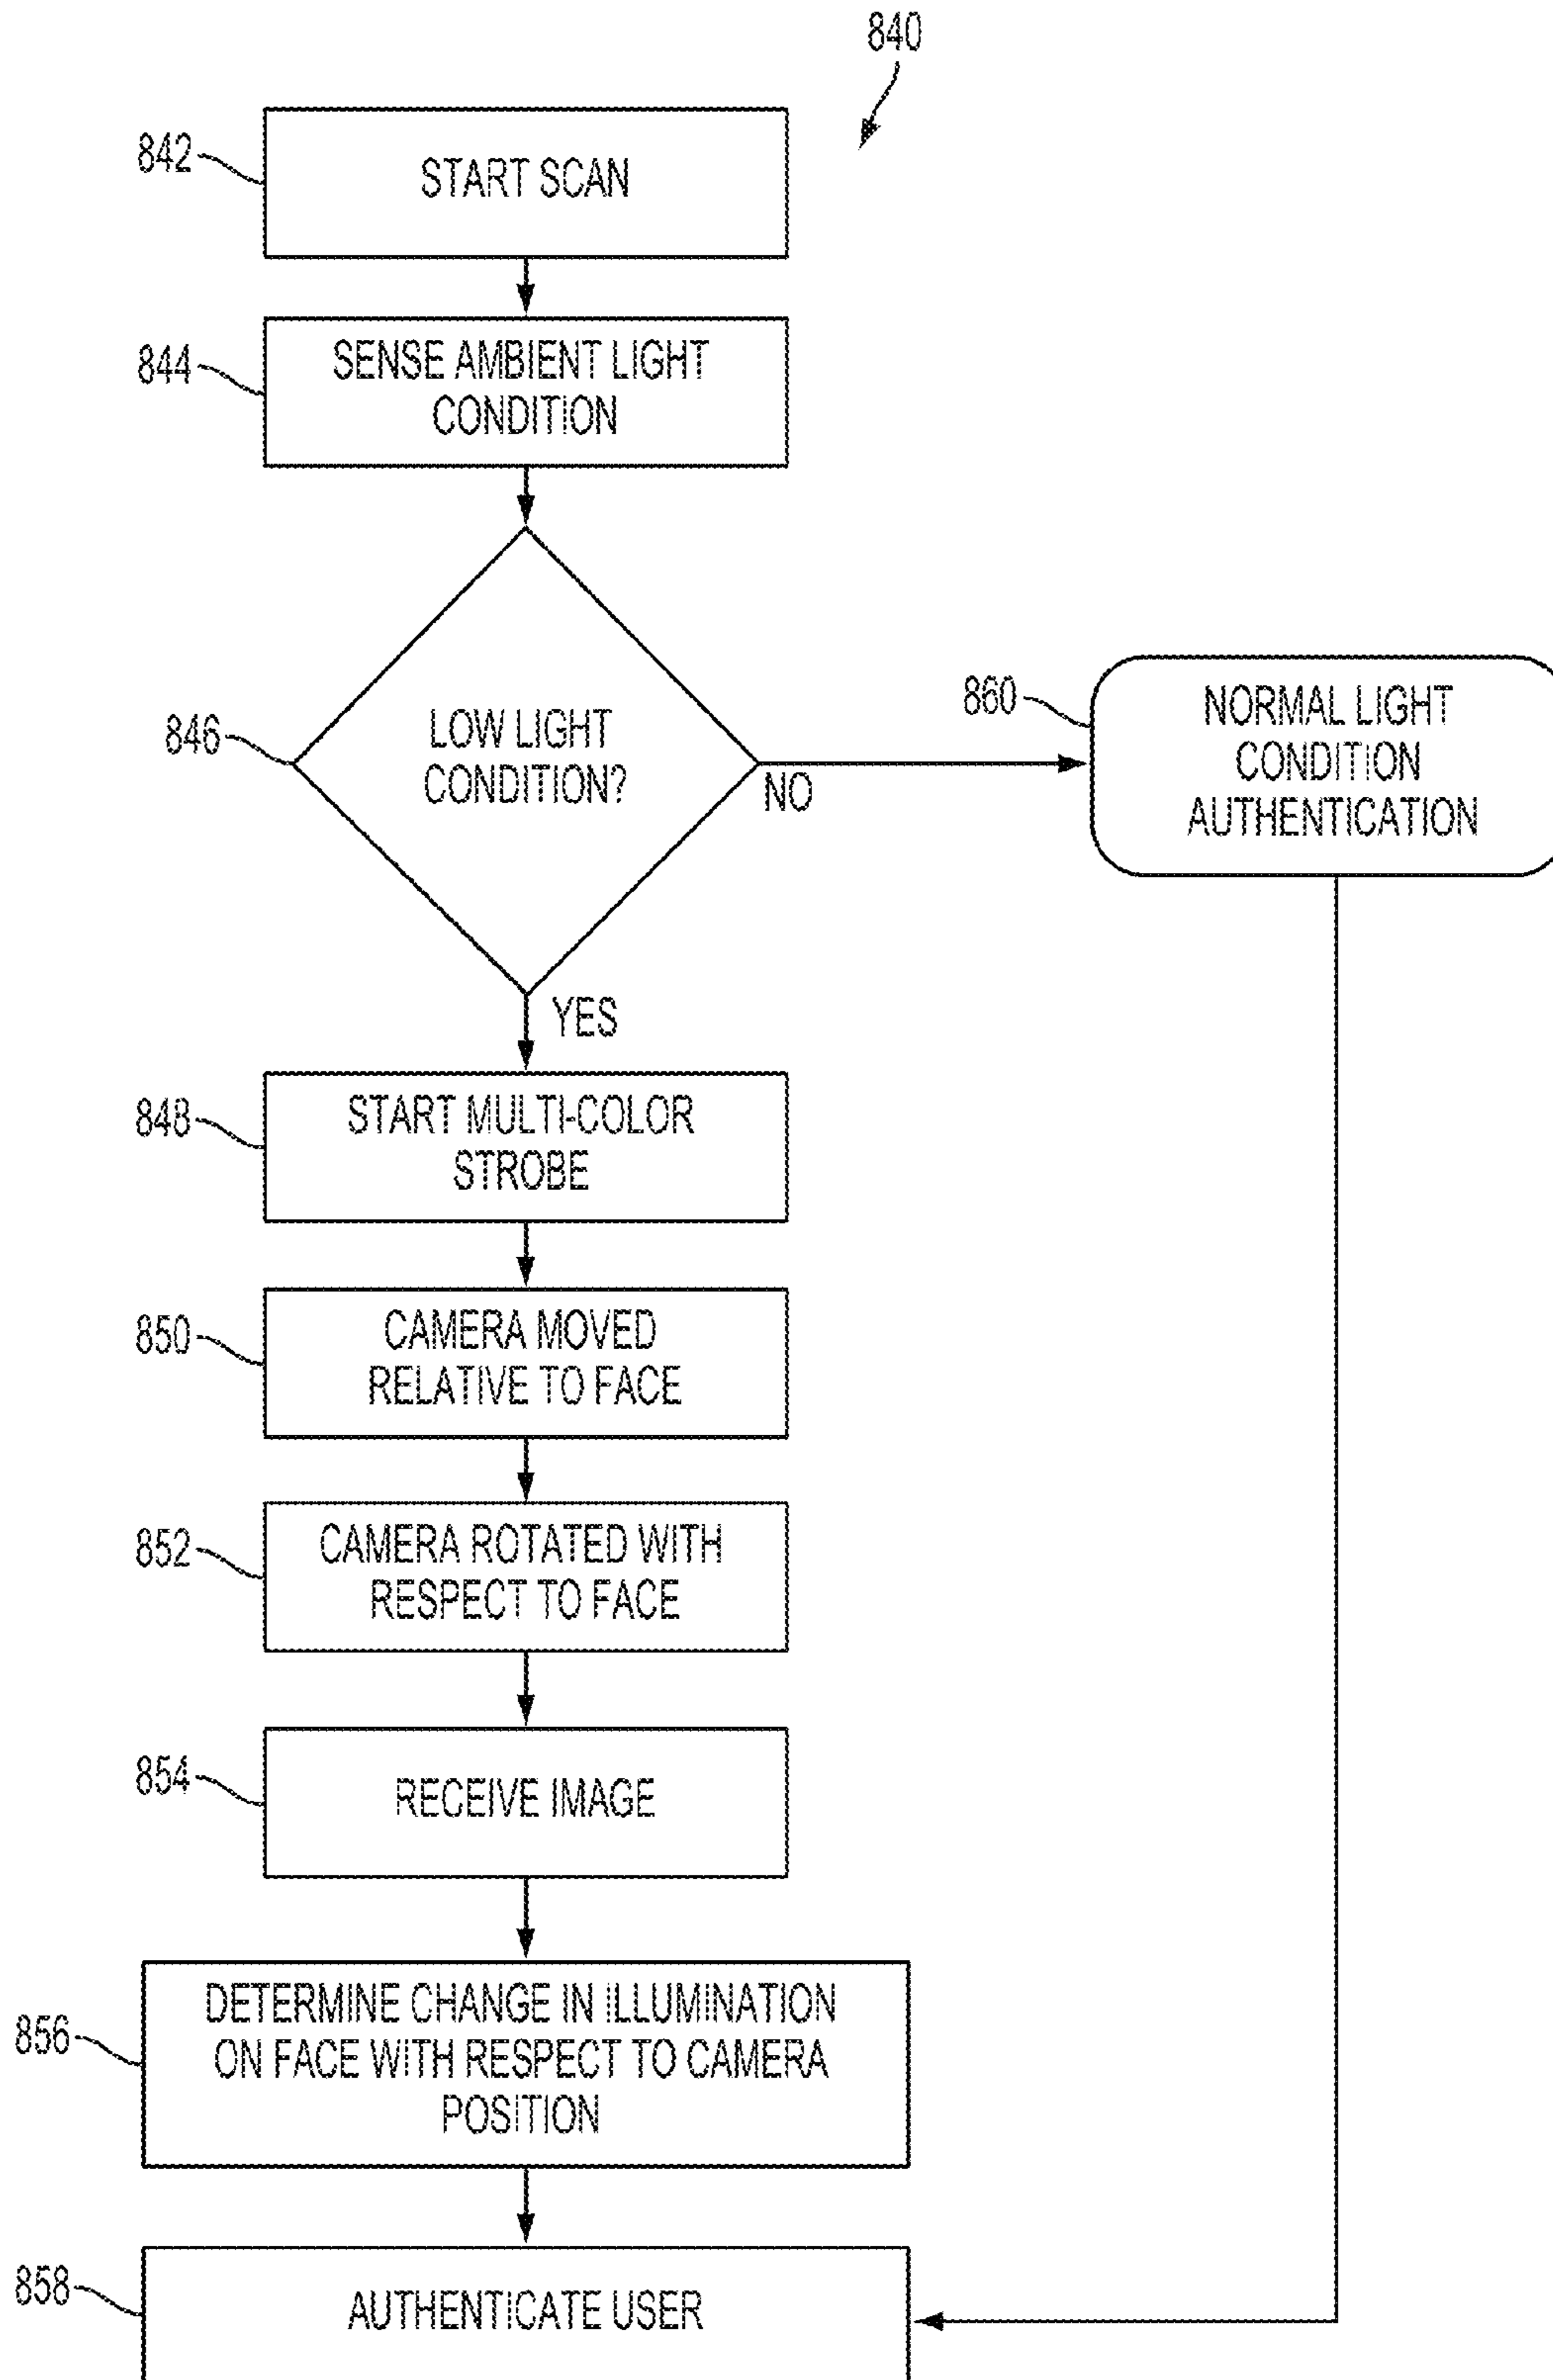 840
842
START SCAN
844
SENSE AMBIENT LIGHT
CONDITION
846
LOW LIGHT
CONDITION?
NO
860
NORMAL LIGHT
CONDITION
AUTHENTICATION
YES
848
START MULTI-COLOR
STROBE
850
CAMERA MOVED
RELATIVE TO FACE
852
CAMERA ROTATED WITH
RESPECT TO FACE
854
RECEIVE IMAGE
856
DETERMINE CHANGE IN ILLUMINATION
ON FACE WITH RESPECT TO CAMERA
POSITION
858
AUTHENTICATE USER